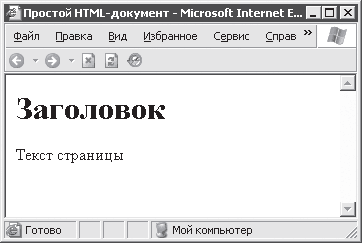 Простой HTML-документ - Microsoft Internet E...
Файл Правка Вид Избранное Сервис Справ »
Заголовок
Текст страницы
Готово Мой компьютер